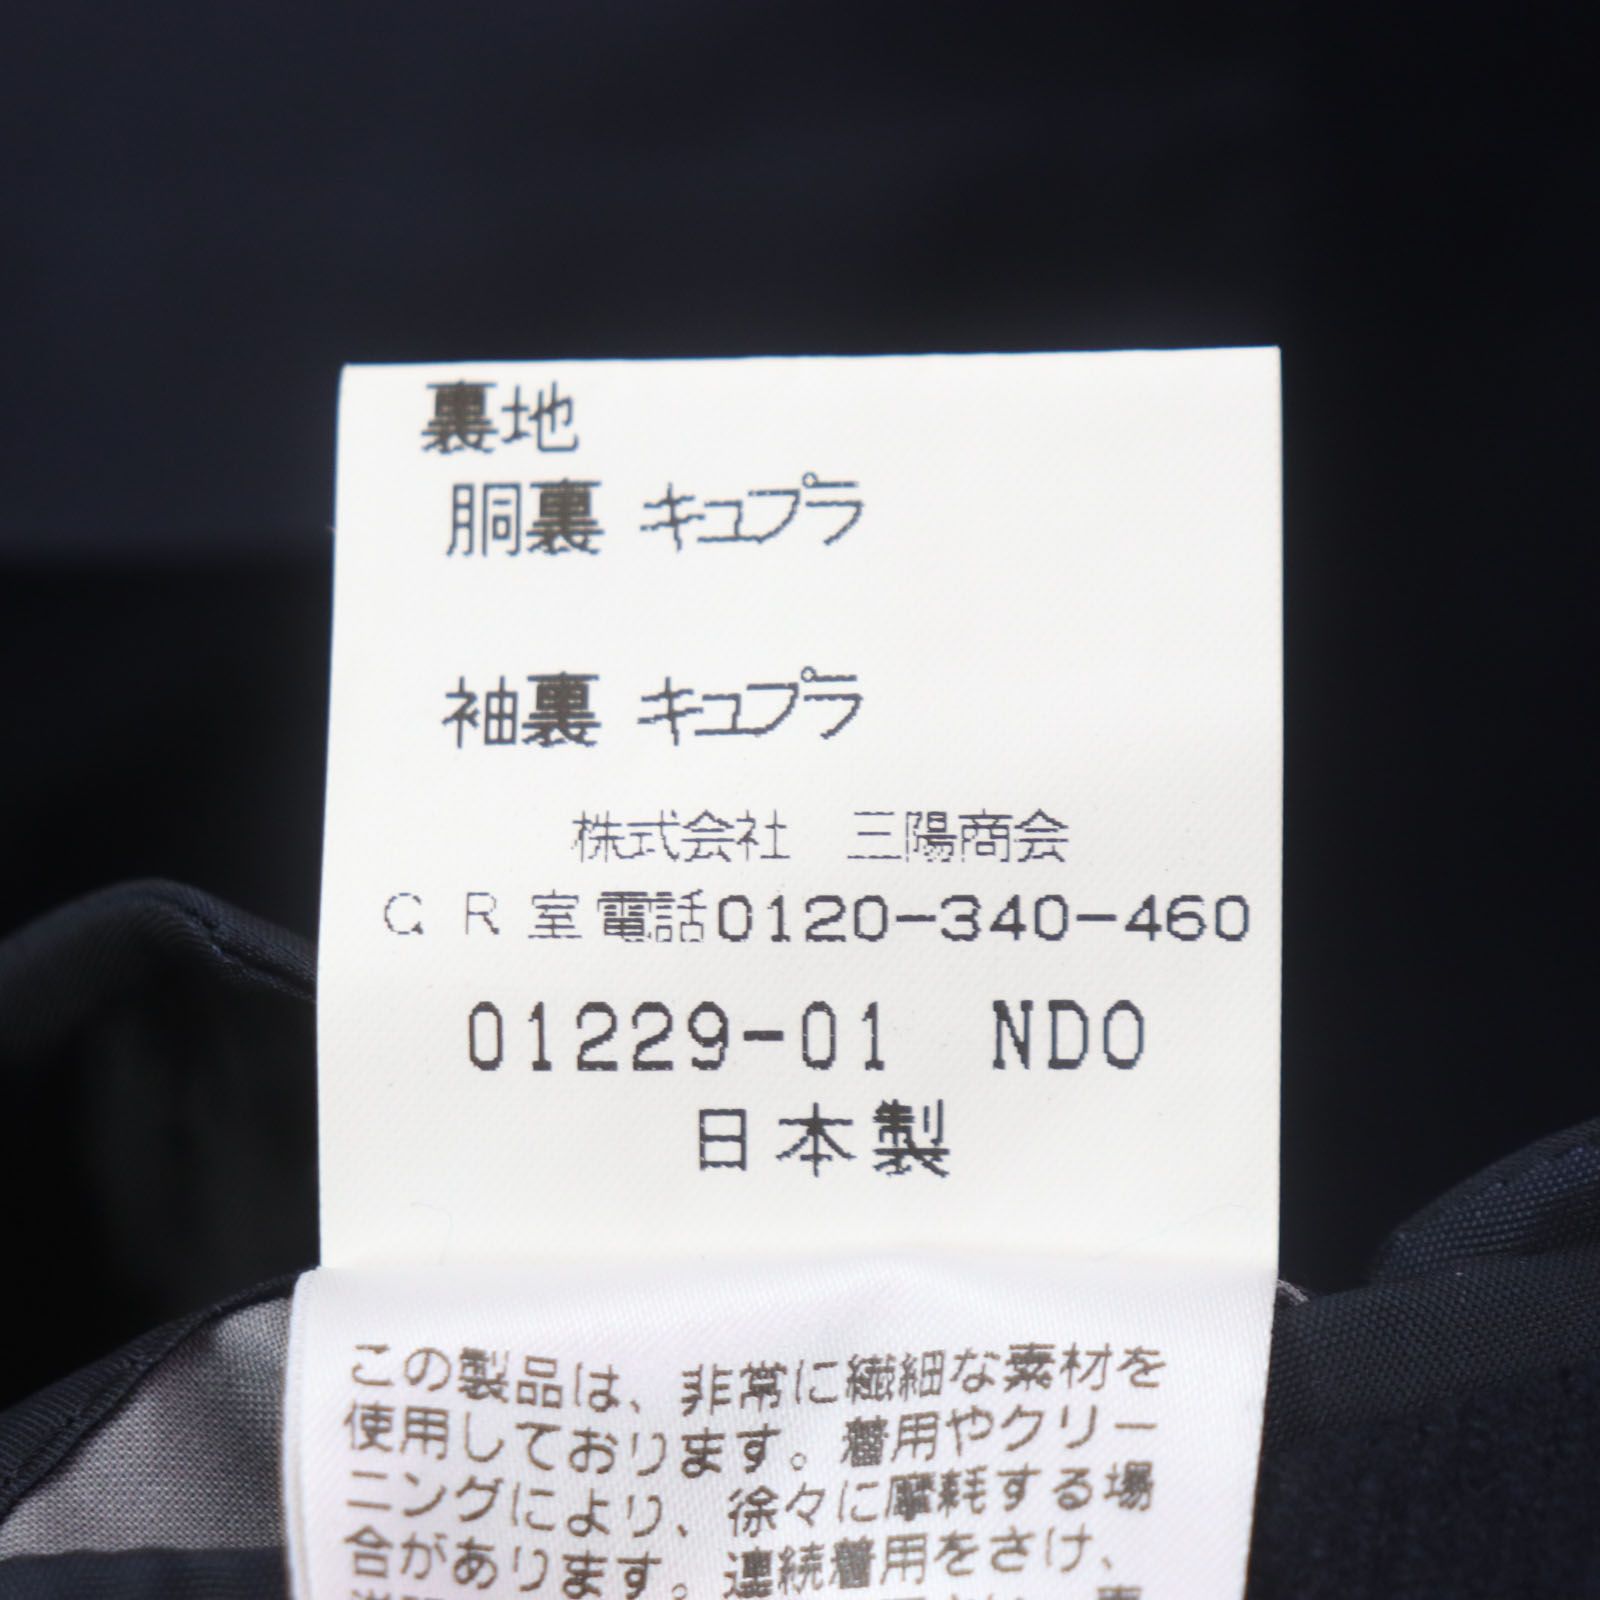 裏地
胴裏 キュプラ
袖裏 キュプラ
株式会社 三陽商会
CR室電話0120-340-460
01229-01 NDO
日本製
この製品は、非常に繊細な素材を
使用しております。着用やクリー
ニングにより、徐々に摩耗する場
合があります。連続着用をさけ、